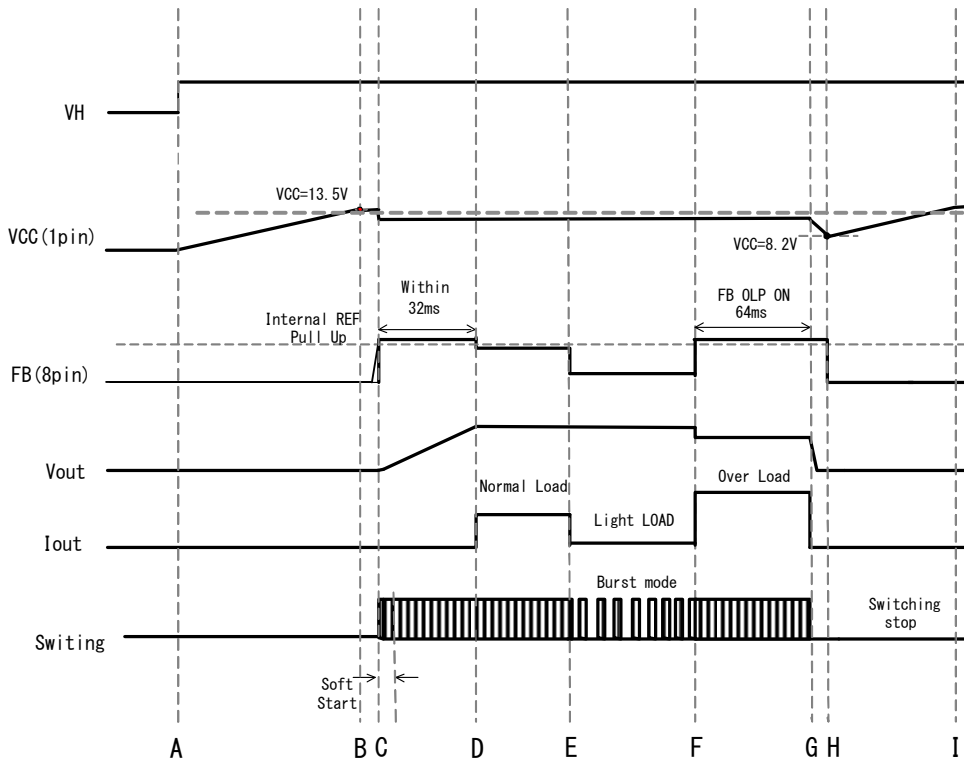 VH
VCC=13.5V
VCC(1pin)
VCC=8.2V
Within
32ms
FB OLP ON
64ms
Internal REF
Pull Up
FB(8pin)
Vout
Normal Load
Over Load
Light LOAD
Iout
Burst mode
Switching
stop
Switing
Soft
Start
A B C D E F G H I